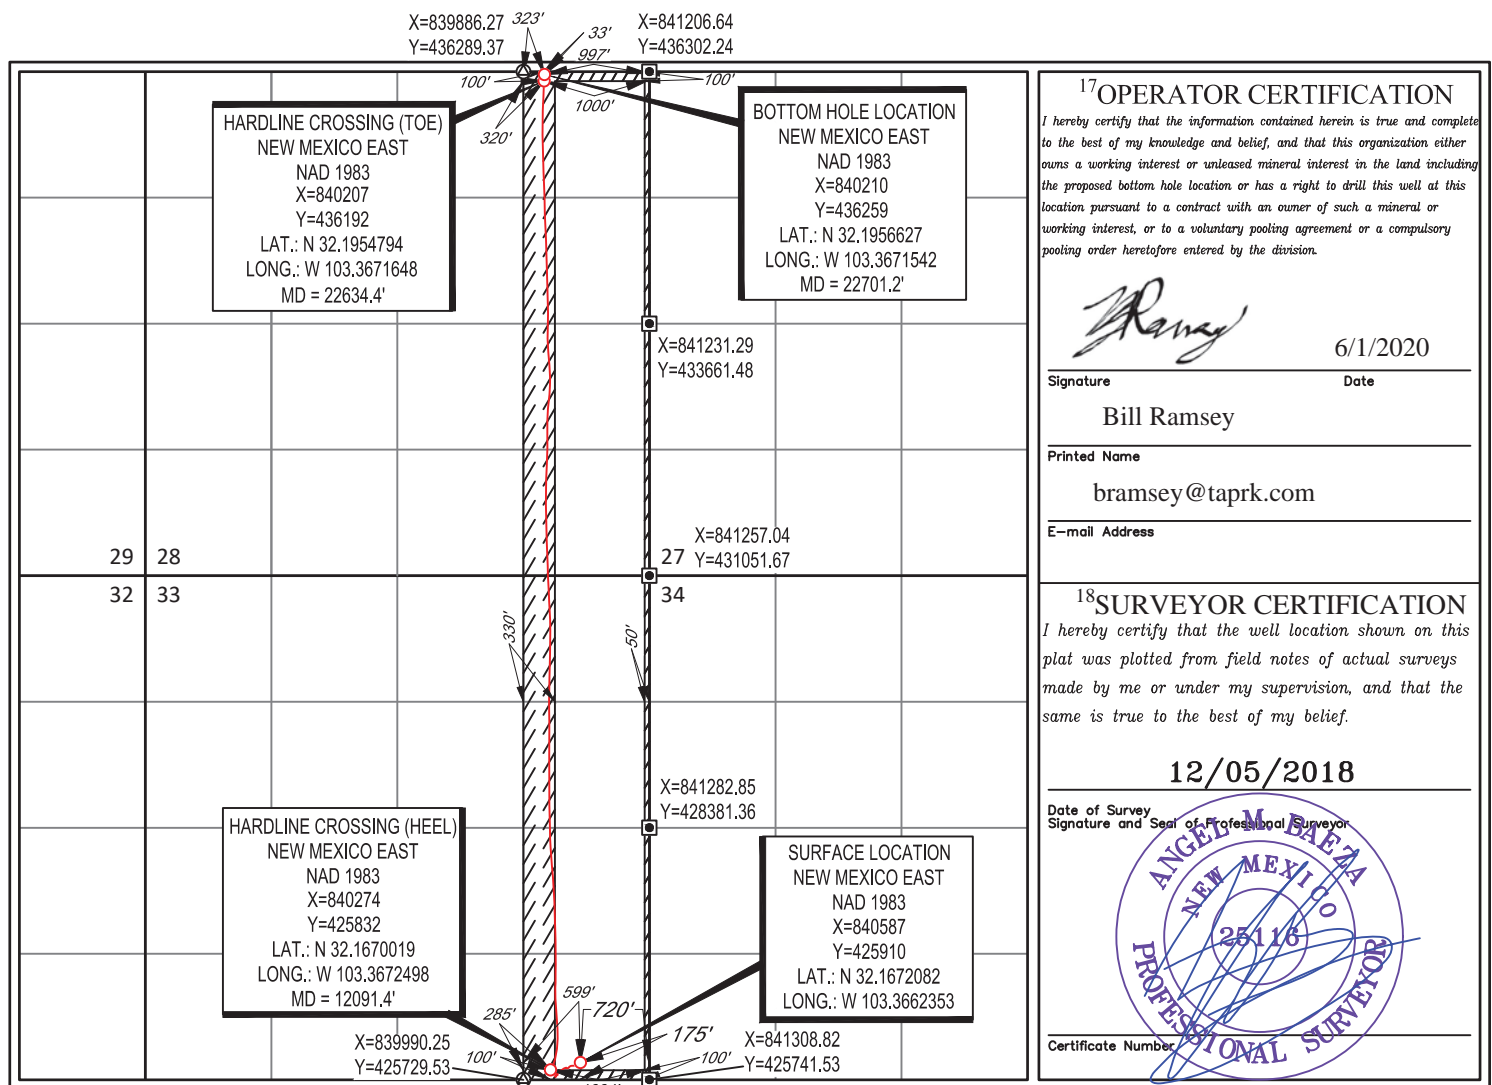 X=839886.27
Y=436289.37
323'
33'
997'
X=841206.64
Y=436302.24
100'
1000'
100'
320'
HARDLINE CROSSING (TOE)
NEW MEXICO EAST
NAD 1983
X=840207
Y=436192
LAT.: N 32.1954794
LONG.: W 103.3671648
MD = 22634.4'
BOTTOM HOLE LOCATION
NEW MEXICO EAST
NAD 1983
X=840210
Y=436259
LAT.: N 32.1956627
LONG.: W 103.3671542
MD = 22701.2'
X=841231.29
Y=433661.48
X=841257.04
Y=431051.67
29 28
27
32 33
34
330'
50'
X=841282.85
Y=428381.36
HARDLINE CROSSING (HEEL)
NEW MEXICO EAST
NAD 1983
X=840274
Y=425832
LAT.: N 32.1670019
LONG.: W 103.3672498
MD = 12091.4'
SURFACE LOCATION
NEW MEXICO EAST
NAD 1983
X=840587
Y=425910
LAT.: N 32.1672082
LONG.: W 103.3662353
599'
285'
720'
175'
X=839990.25
Y=425729.53
100'
100'
X=841308.82
Y=425741.53
17OPERATOR CERTIFICATION
I hereby certify that the information contained herein is true and complete
to the best of my knowledge and belief, and that this organization either
owns a working interest or unleased mineral interest in the land including
the proposed bottom hole location or has a right to drill this well at this
location pursuant to a contract with an owner of such a mineral or
working interest, or to a voluntary pooling agreement or a compulsory
pooling order heretofore entered by the division.
6/1/2020
Signature Date
Bill Ramsey
Printed Name
bramsey@taprk.com
E-mail Address
18SURVEYOR CERTIFICATION
I hereby certify that the well location shown on this
plat was plotted from field notes of actual surveys
made by me or under my supervision, and that the
same is true to the best of my belief.
12/05/2018
Date of Survey
Signature and Seal of Professional Surveyor
ANGEL M. BAEZA
NEW MEXICO
25116
PROFESSIONAL SURVEYOR
Certificate Number